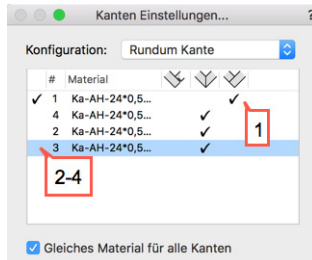 Kanten Einstellungen...
?
Konfiguration: Rundum Kante
# Material
✓ 1 Ka-AH-24*0,5... ✓
4 Ka-AH-24*0,5... ✓
2 Ka-AH-24*0,5... ✓
3 Ka-AH-24*0,5... ✓
1
2-4
Gleiches Material für alle Kanten